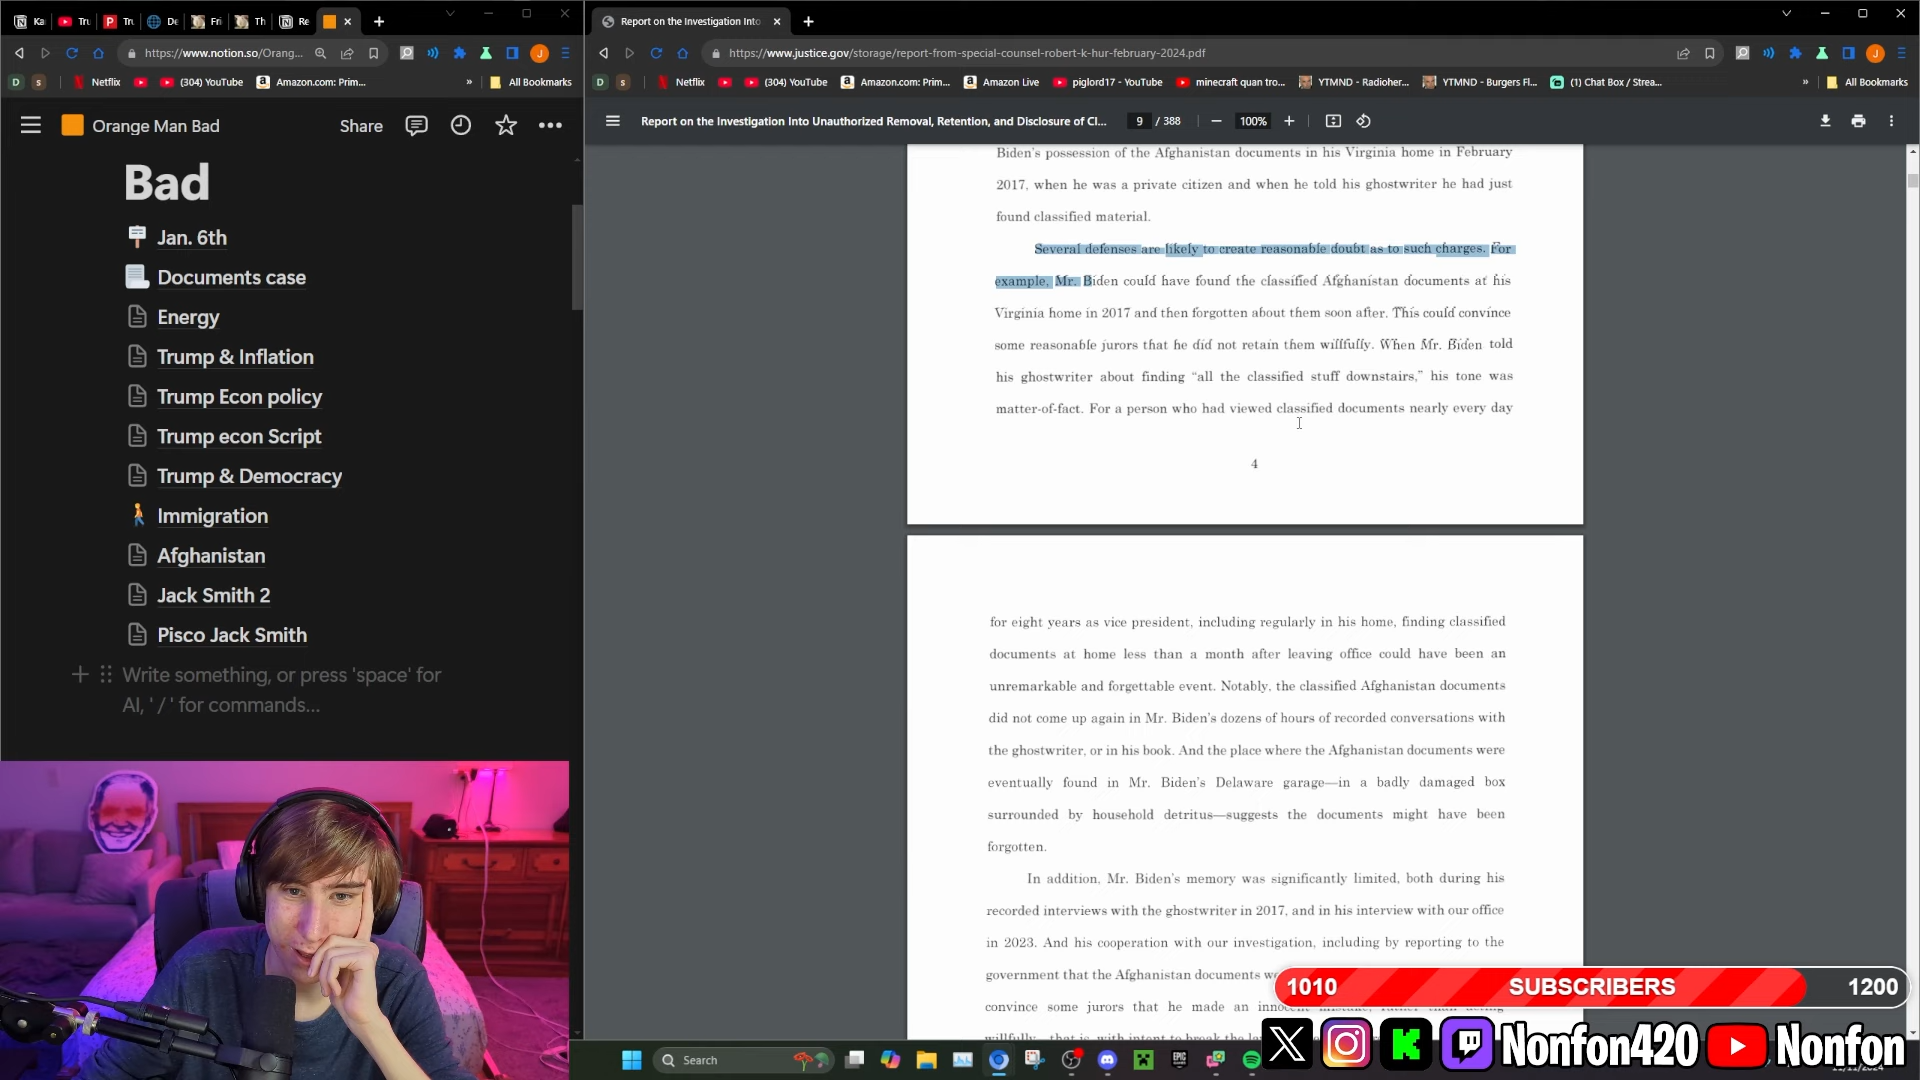 Ka
Tru
Tru
De
Fri
Th
Re
Report on the Investigation Into
https://www.notion.so/Orang...
https://www.justice.gov/storage/report-from-special-counsel-robert-k-hur-february-2024.pdf
D
S
Netflix
(304) YouTube
Amazon.com: Prim...
»
All Bookmarks
D
S
Netflix
(304) YouTube
Amazon.com: Prim...
Amazon Live
piglord17 - YouTube
minecraft quan tro...
YTMND - Radioher...
YTMND - Burgers Fl...
(1) Chat Box / Strea...
»
All Bookmarks
Orange Man Bad
Share
Report on the Investigation Into Unauthorized Removal, Retention, and Disclosure of Cl...
9 / 388
100%
Bad
Jan. 6th
Documents case
Energy
Trump & Inflation
Trump Econ policy
Trump econ Script
Trump & Democracy
Immigration
Afghanistan
Jack Smith 2
Pisco Jack Smith
Write something, or press 'space' for
AI, ' / ' for commands...
Biden's possession of the Afghanistan documents in his Virginia home in February
2017, when he was a private citizen and when he told his ghostwriter he had just
found classified material.
Several defenses are likely to create reasonable doubt as to such charges. For
example, Mr. Biden could have found the classified Afghanistan documents at his
Virginia home in 2017 and then forgotten about them soon after. This could convince
some reasonable jurors that he did not retain them willfully. When Mr. Biden told
his ghostwriter about finding “all the classified stuff downstairs,” his tone was
matter-of-fact. For a person who had viewed classified documents nearly every day
4
for eight years as vice president, including regularly in his home, finding classified
documents at home less than a month after leaving office could have been an
unremarkable and forgettable event. Notably, the classified Afghanistan documents
did not come up again in Mr. Biden's dozens of hours of recorded conversations with
the ghostwriter, or in his book. And the place where the Afghanistan documents were
eventually found in Mr. Biden's Delaware garage—in a badly damaged box
surrounded by household detritus—suggests the documents might have been
forgotten.
In addition, Mr. Biden's memory was significantly limited, both during his
recorded interviews with the ghostwriter in 2017, and in his interview with our office
in 2023. And his cooperation with our investigation, including by reporting to the
government that the Afghanistan documents
convince some jurors that he made an
1010
SUBSCRIBERS
1200
Search
EPIC
Nonfon420
Nonfon